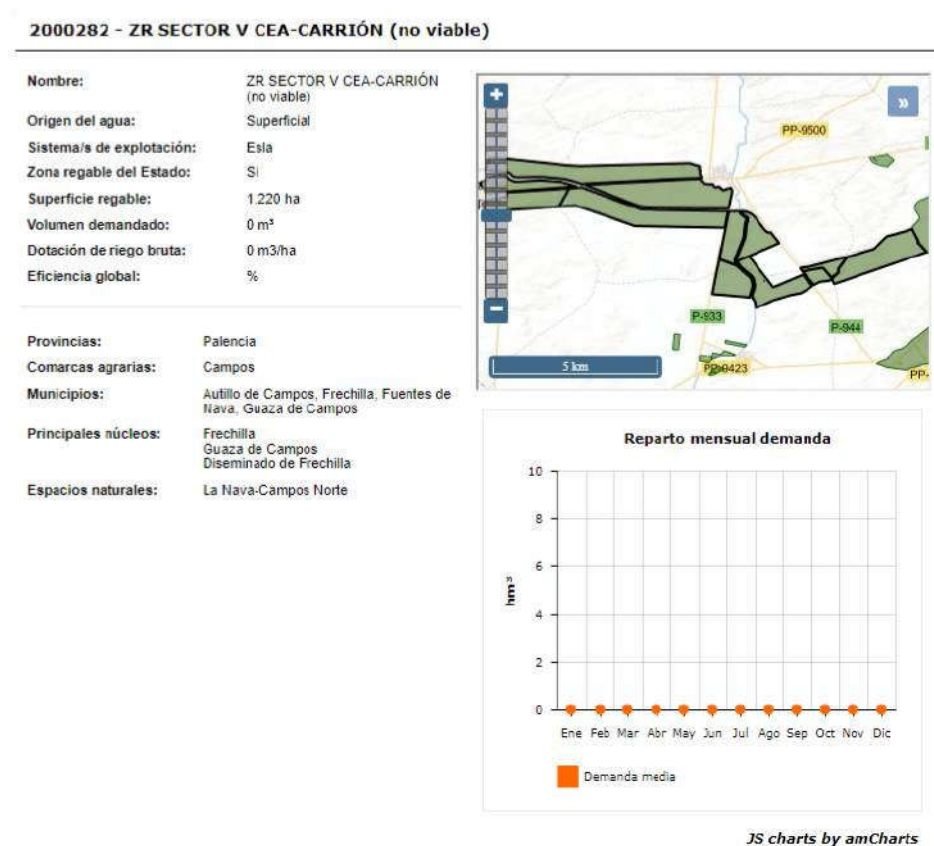 2000282 - ZR SECTOR V CEA-CARRIÓN (no viable)
Nombre: ZR SECTOR V CEA-CARRIÓN
(no viable)
Origen del agua: Superficial
Sistema/s de explotación: Esla
Zona regable del Estado: Sí
Superficie regable: 1.220 ha
Volumen demandado: 0 m³
Dotación de riego bruta: 0 m3/ha
Eficiencia global: %
Provincias: Palencia
Comarcas agrarias: Campos
Municipios: Autillo de Campos, Frechilla, Fuentes de
Nava, Guaza de Campos
Principales núcleos: Frechilla
Guaza de Campos
Diseminado de Frechilla
Espacios naturales: La Nava-Campos Norte
+
»
PP-9500
P-933
P-944
PP-9423
PP-
–
5 km
Reparto mensual demanda
hm³
10
8
6
4
2
0
Ene Feb Mar Abr May Jun Jul Ago Sep Oct Nov Dic
Demanda media
JS charts by amCharts